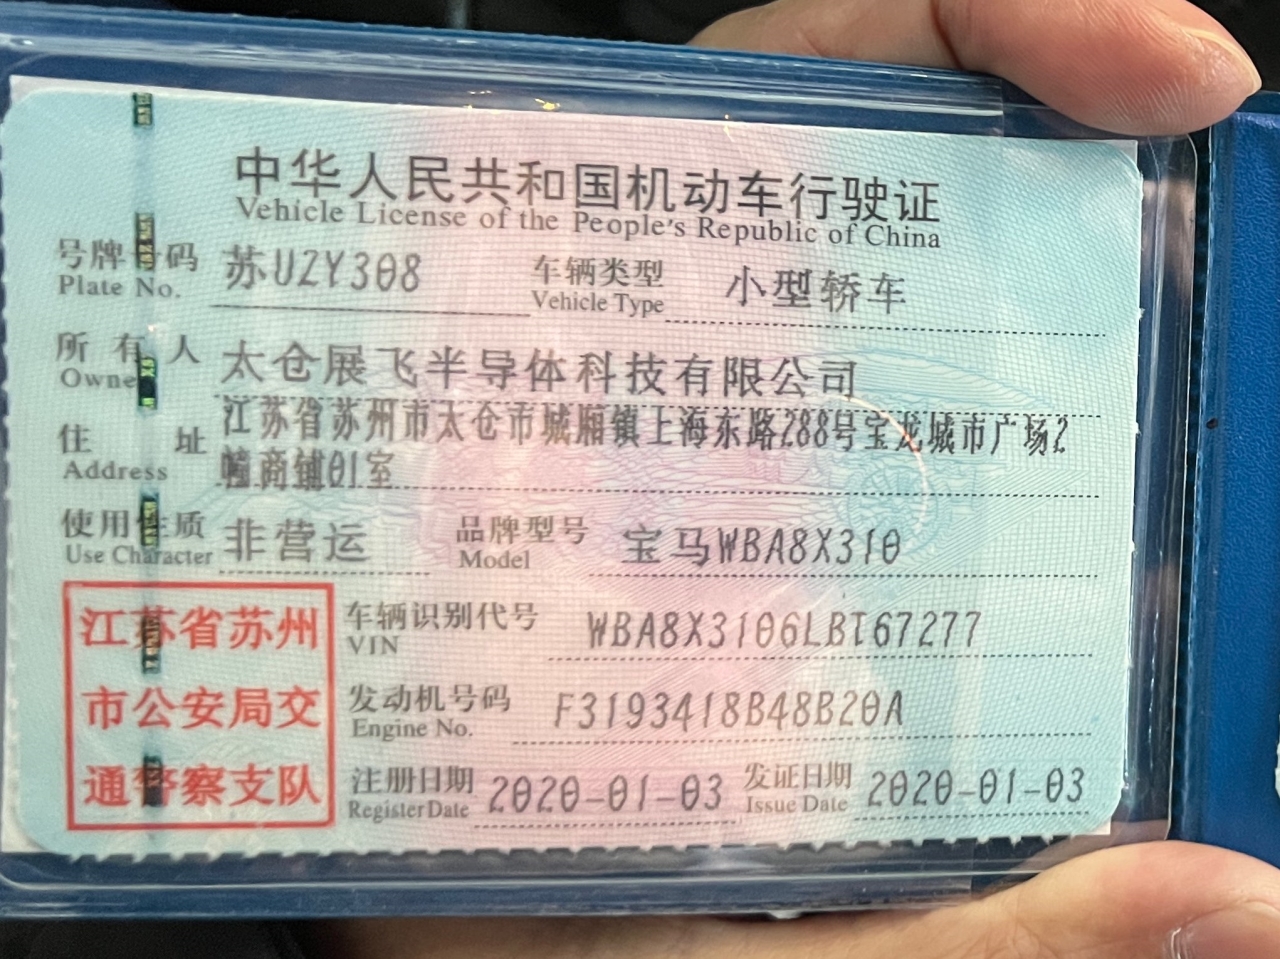 中华人民共和国机动车行驶证
Vehicle License of the People's Republic of China
号牌号码 苏UZY308 车辆类型 小型轿车
Plate No. Vehicle Type
所有人 太仓展飞半导体科技有限公司
Owne
住址 江苏省苏州市太仓市城厢镇上海东路288号宝龙城市广场2
Address 幢商铺01室
使用性质 非营运 品牌型号 宝马WBA8X310
Use Character Model
江苏省苏州
市公安局交
通警察支队
车辆识别代号 WBA8X3106LBT67277
VIN
发动机号码 F3193418B48B20A
Engine No.
注册日期 2020-01-03 发证日期 2020-01-03
Register Date Issue Date